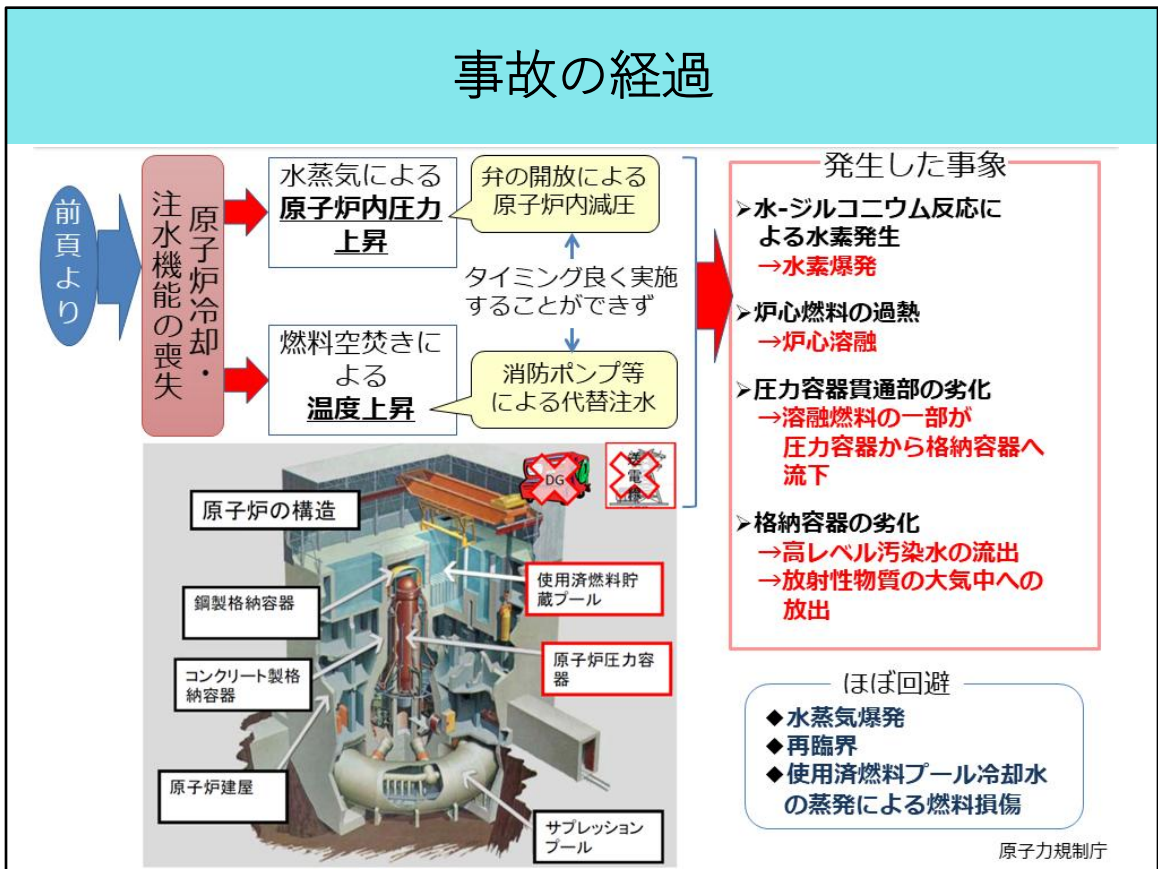 事故の経過
前頁より
原子炉冷却・
注水機能の喪失
水蒸気による
原子炉内圧力
上昇
弁の開放による
原子炉内減圧
タイミング良く実施
することができず
燃料空焚きに
よる
温度上昇
消防ポンプ等
による代替注水
発生した事象
➢水-ジルコニウム反応に
よる水素発生
→水素爆発
➢炉心燃料の過熱
→炉心溶融
➢圧力容器貫通部の劣化
→溶融燃料の一部が
圧力容器から格納容器へ
流下
➢格納容器の劣化
→高レベル汚染水の流出
→放射性物質の大気中への
放出
原子炉の構造
DG
送電線
鋼製格納容器
使用済燃料貯
蔵プール
コンクリート製格
納容器
原子炉圧力容
器
原子炉建屋
サプレッション
プール
ほぼ回避
◆水蒸気爆発
◆再臨界
◆使用済燃料プール冷却水
の蒸発による燃料損傷
原子力規制庁